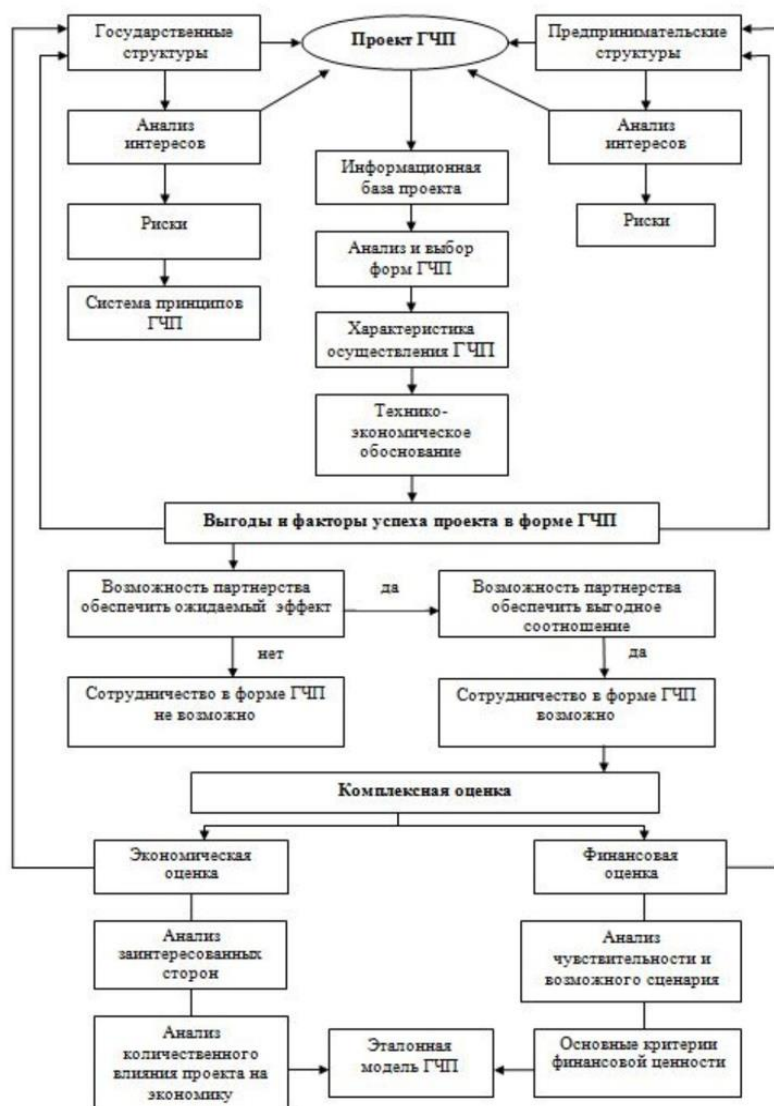 Государственные
структуры
Проект ГЧП
Предпринимательские
структуры
Анализ
интересов
Анализ
интересов
Информационная
база проекта
Риски
Риски
Анализ и выбор
форм ГЧП
Система принципов
ГЧП
Характеристика
осуществления ГЧП
Технико-
экономическое
обоснование
Выгоды и факторы успеха проекта в форме ГЧП
Возможность партнерства
обеспечить ожидаемый эффект
да
Возможность партнерства
обеспечить выгодное
соотношение
нет
да
Сотрудничество в форме ГЧП
не возможно
Сотрудничество в форме ГЧП
возможно
Комплексная оценка
Экономическая
оценка
Финансовая
оценка
Анализ
заинтересованных
сторон
Анализ
чувствительности и
возможного сценария
Анализ
количественного
влияния проекта на
экономику
Эталонная
модель ГЧП
Основные критерии
финансовой ценности